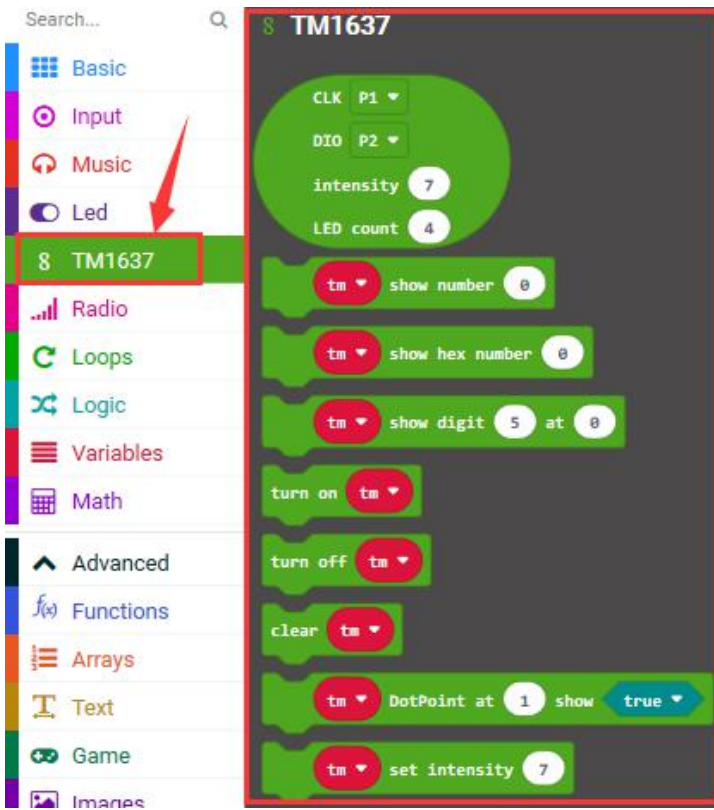 Search...
Basic
Input
Music
Led
8 TM1637
Radio
Loops
Logic
Variables
Math
Advanced
f(x) Functions
Arrays
Text
Game
Images
8 TM1637
CLK P1
DIO P2
intensity 7
LED count 4
tm show number 0
tm show hex number 0
tm show digit 5 at 0
turn on tm
turn off tm
clear tm
tm DotPoint at 1 show true
tm set intensity 7